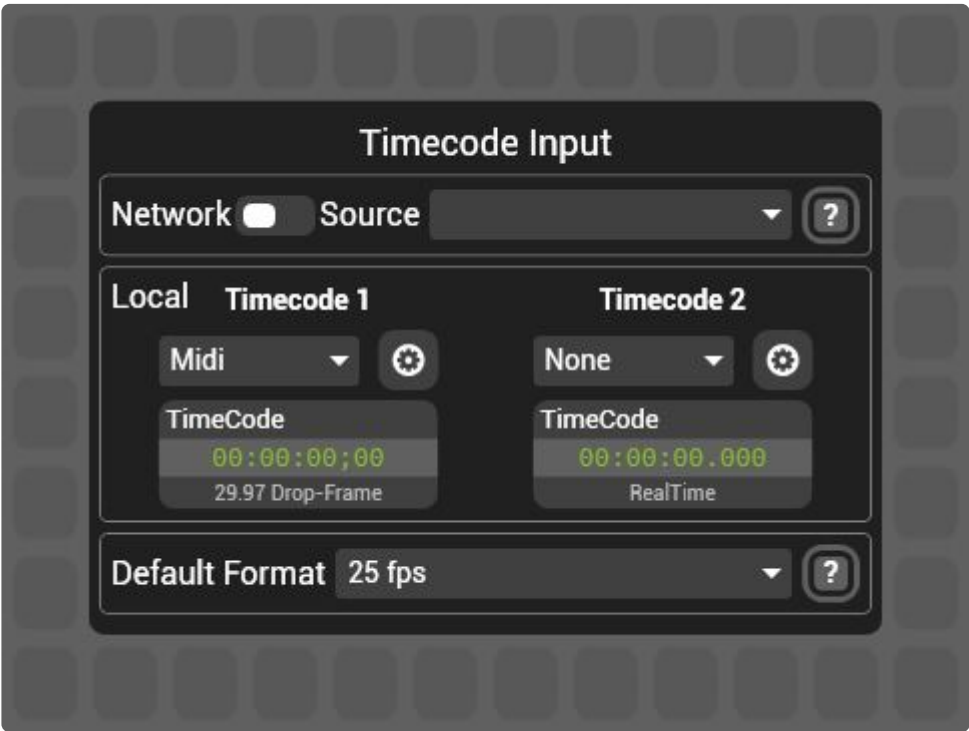 Timecode Input
Network Source ?
Local Timecode 1 Timecode 2
Midi None
TimeCode TimeCode
00:00:00;00 00:00:00.000
29.97 Drop-Frame RealTime
Default Format 25 fps ?